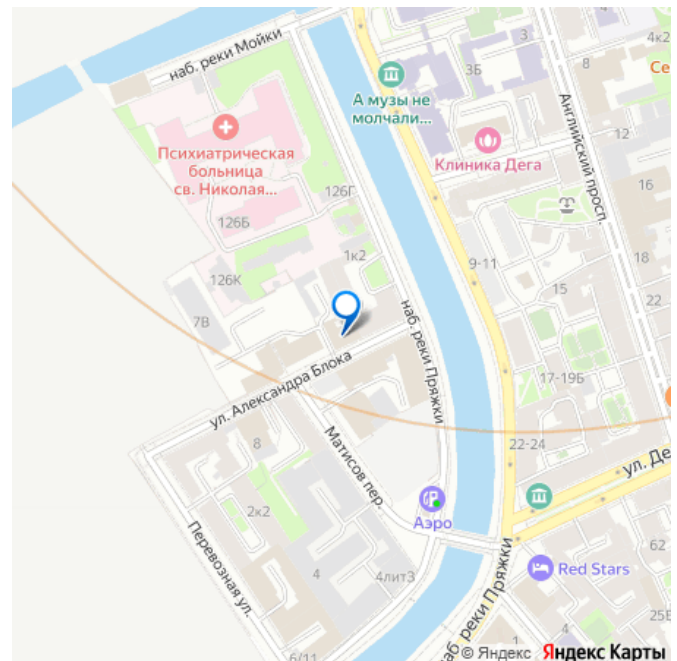 наб. реки Мойки
3
4к2
3Б
8
Се
А музы не
молчали...
Английский просп.
Психиатрическая
больница
св. Николая...
Клиника Дега
12
126Г
16
126Б
1к2
9-11
18
126К
15
22
7В
наб. реки Пряжки
ул. Александра Блока
17-19Б
Матисов пер.
22-24
8
ул. Де
2к2
Аэро
Перевозная ул.
62
4
4лит3
Red Stars
наб. реки Пряжки
25Б
6/11
1
4
© Яндекс Яндекс Карты